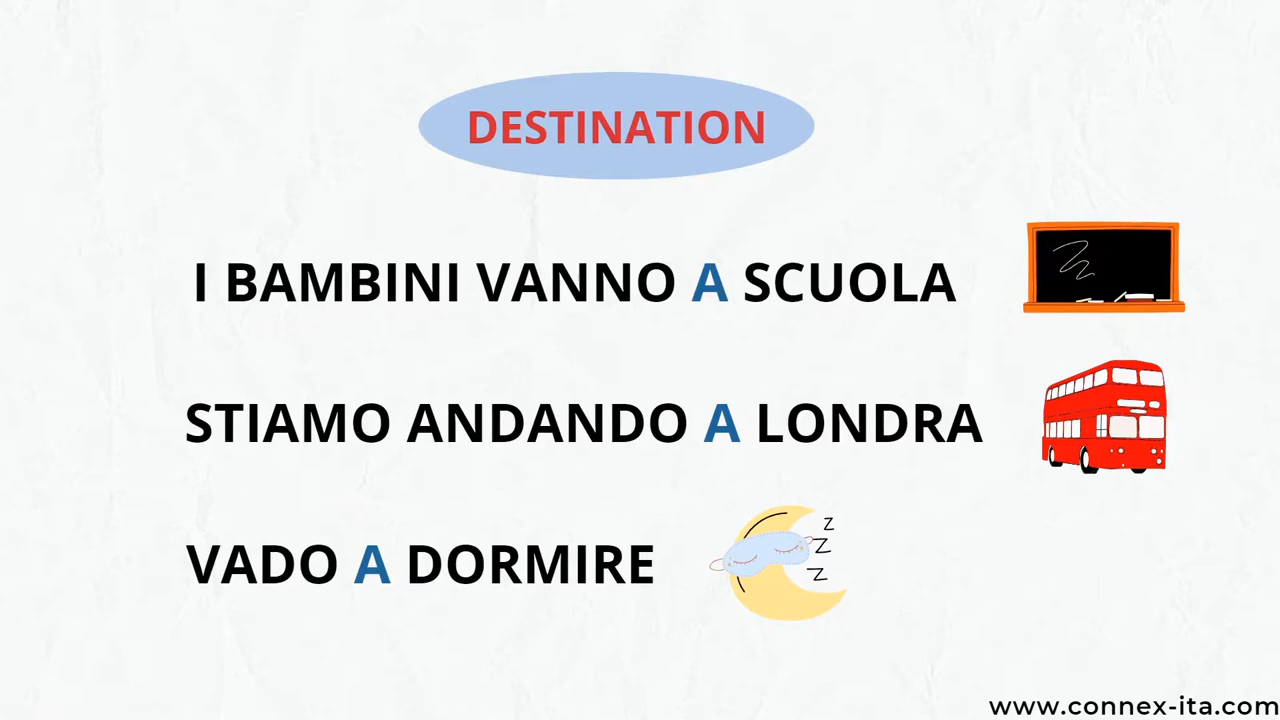 DESTINATION
I BAMBINI VANNO A SCUOLA
STIAMO ANDANDO A LONDRA
VADO A DORMIRE
Z
Z
Z
www.connex-ita.com